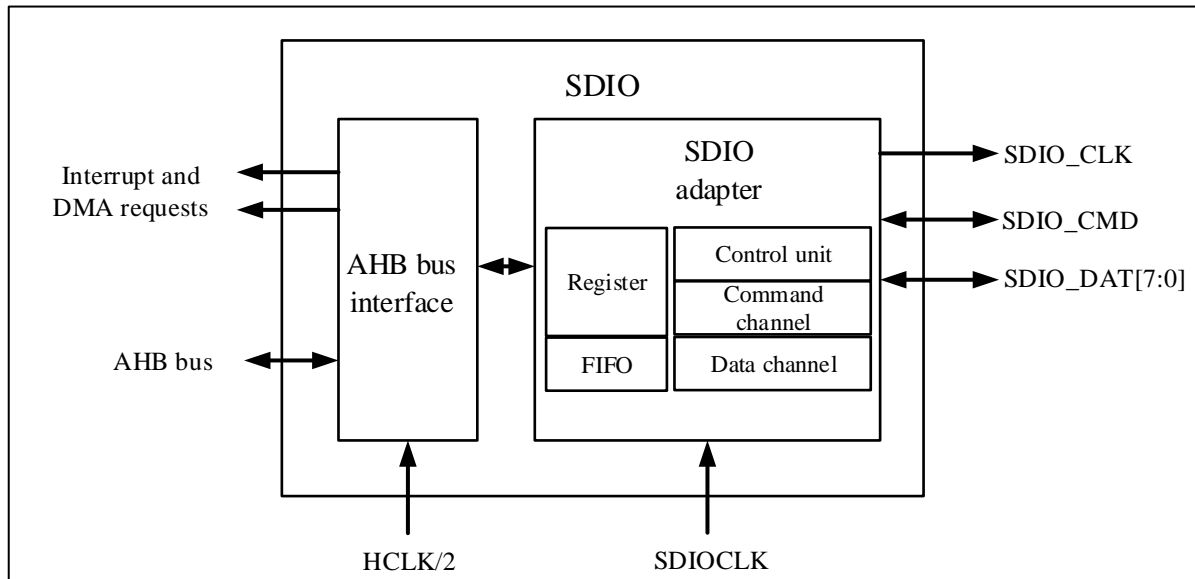 SDIO
Interrupt and
DMA requests
AHB bus
AHB bus
interface
SDIO
adapter
Register
FIFO
Control unit
Command
channel
Data channel
SDIO_CLK
SDIO_CMD
SDIO_DAT[7:0]
HCLK/2
SDIOCLK